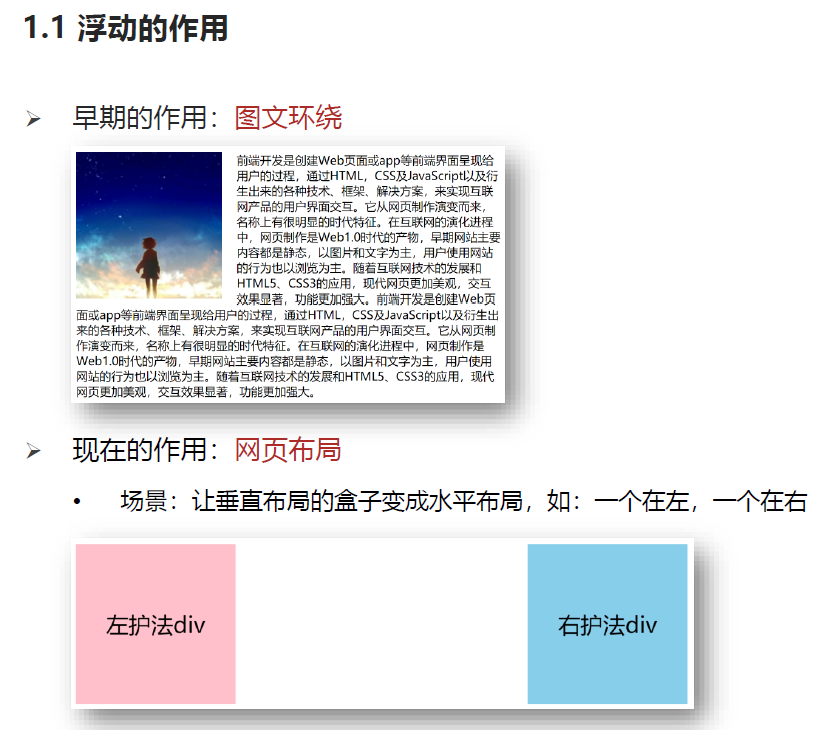 1.1 浮动的作用
早期的作用：图文环绕
前端开发是创建Web页面或app等前端界面呈现给
用户的过程，通过HTML，CSS及JavaScript以及衍
生出来的各种技术、框架、解决方案，来实现互联
网产品的用户界面交互。它从网页制作演变而来，
名称上有很明显的时代特征。在互联网的演化进程
中，网页制作是Web1.0时代的产物，早期网站主要
内容都是静态，以图片和文字为主，用户使用网站
的行为也以浏览为主。随着互联网技术的发展和
HTML5、CSS3的应用，现代网页更加美观，交互
效果显著，功能更加强大。前端开发是创建Web页
面或app等前端界面呈现给用户的过程，通过HTML，CSS及JavaScript以及衍生出
来的各种技术、框架、解决方案，来实现互联网产品的用户界面交互。它从网页制
作演变而来，名称上有很明显的时代特征。在互联网的演化进程中，网页制作是
Web1.0时代的产物，早期网站主要内容都是静态，以图片和文字为主，用户使用
网站的行为也以浏览为主。随着互联网技术的发展和HTML5、CSS3的应用，现代
网页更加美观，交互效果显著，功能更加强大。
现在的作用：网页布局
• 场景：让垂直布局的盒子变成水平布局，如：一个在左，一个在右
左护法div
右护法div